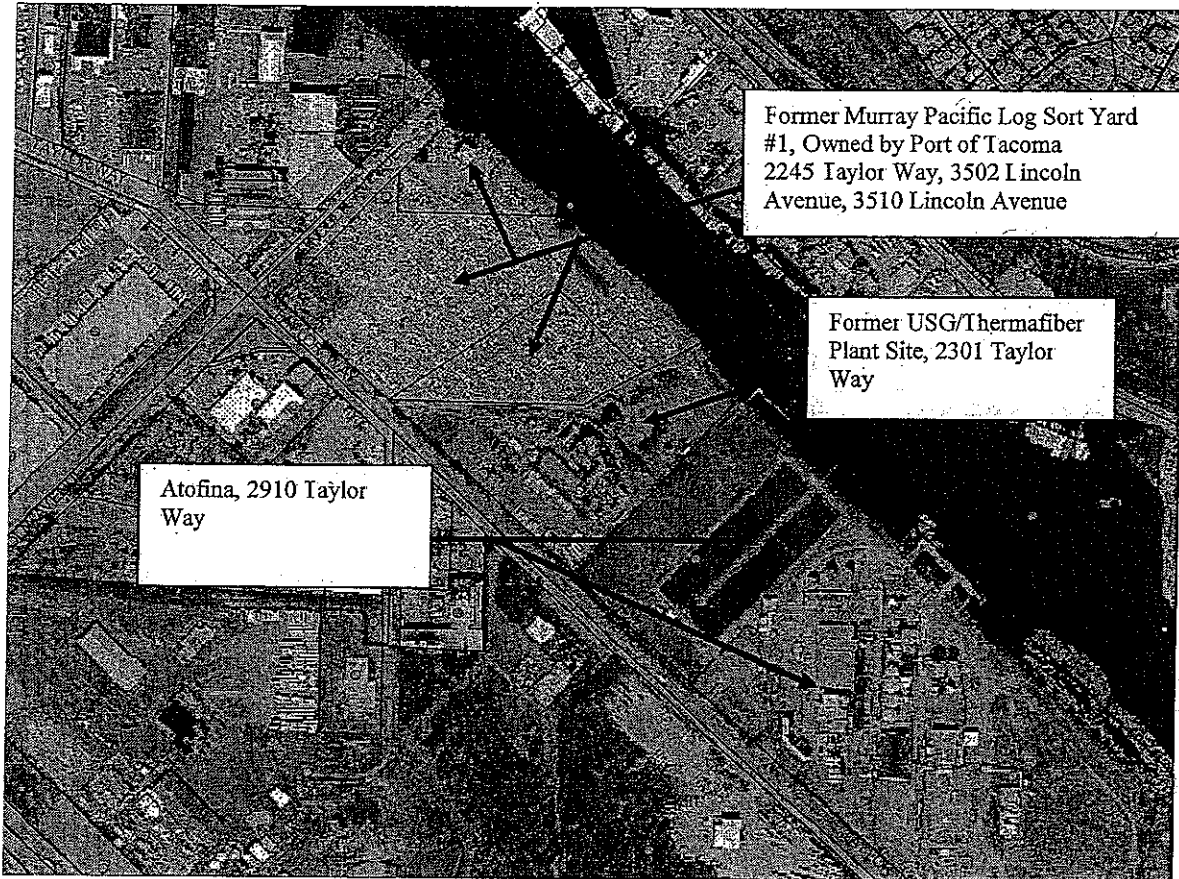 Former Murray Pacific Log Sort Yard
#1, Owned by Port of Tacoma
2245 Taylor Way, 3502 Lincoln
Avenue, 3510 Lincoln Avenue
Former USG/Thermafiber
Plant Site, 2301 Taylor
Way
Atofina, 2910 Taylor
Way